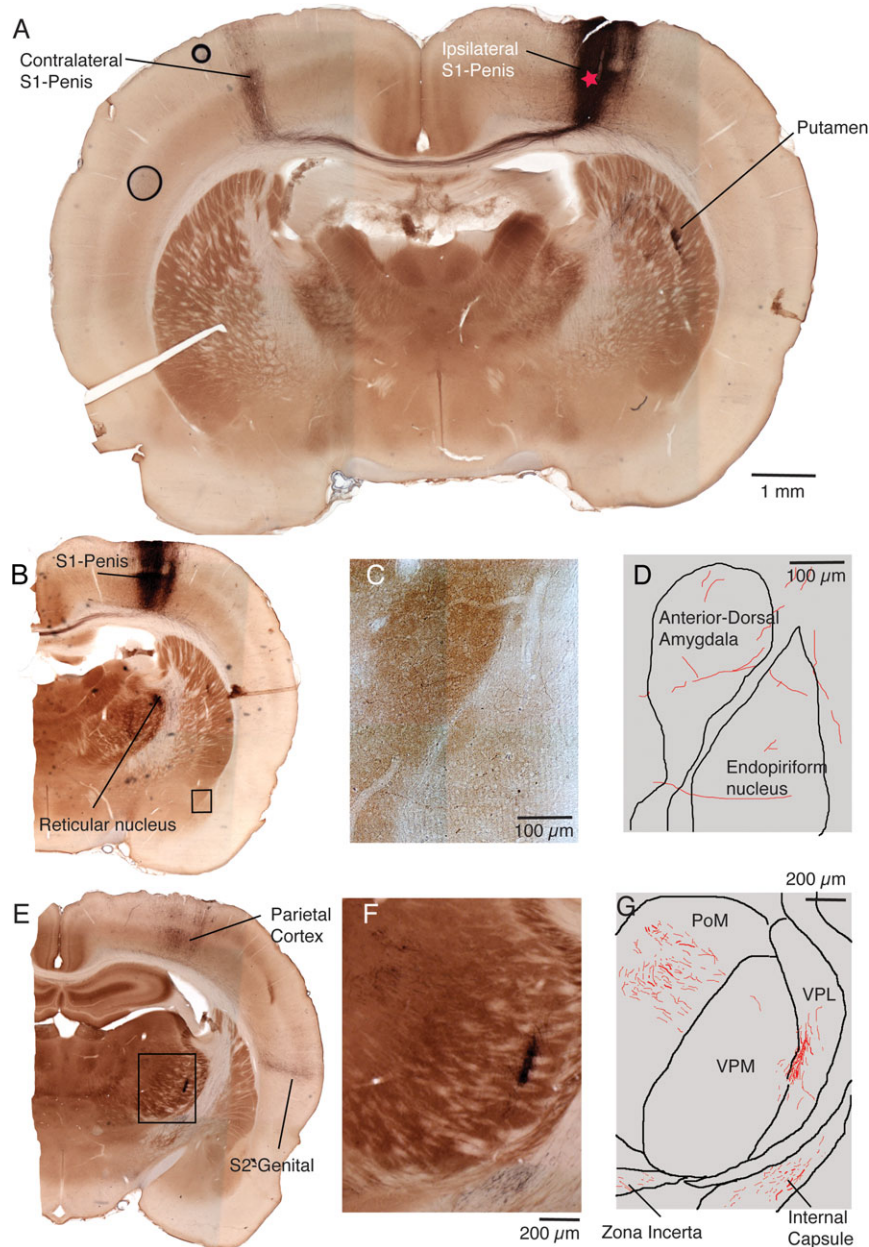 A
Contralateral
S1-Penis
Ipsilateral
S1-Penis
Putamen
1 mm
B
S1-Penis
Reticular nucleus
C
100 µm
D
100 µm
Anterior-Dorsal
Amygdala
Endopiriform
nucleus
E
Parietal
Cortex
S2-Genital
F
200 µm
G
200 µm
PoM
VPL
VPM
Zona Incerta
Internal
Capsule